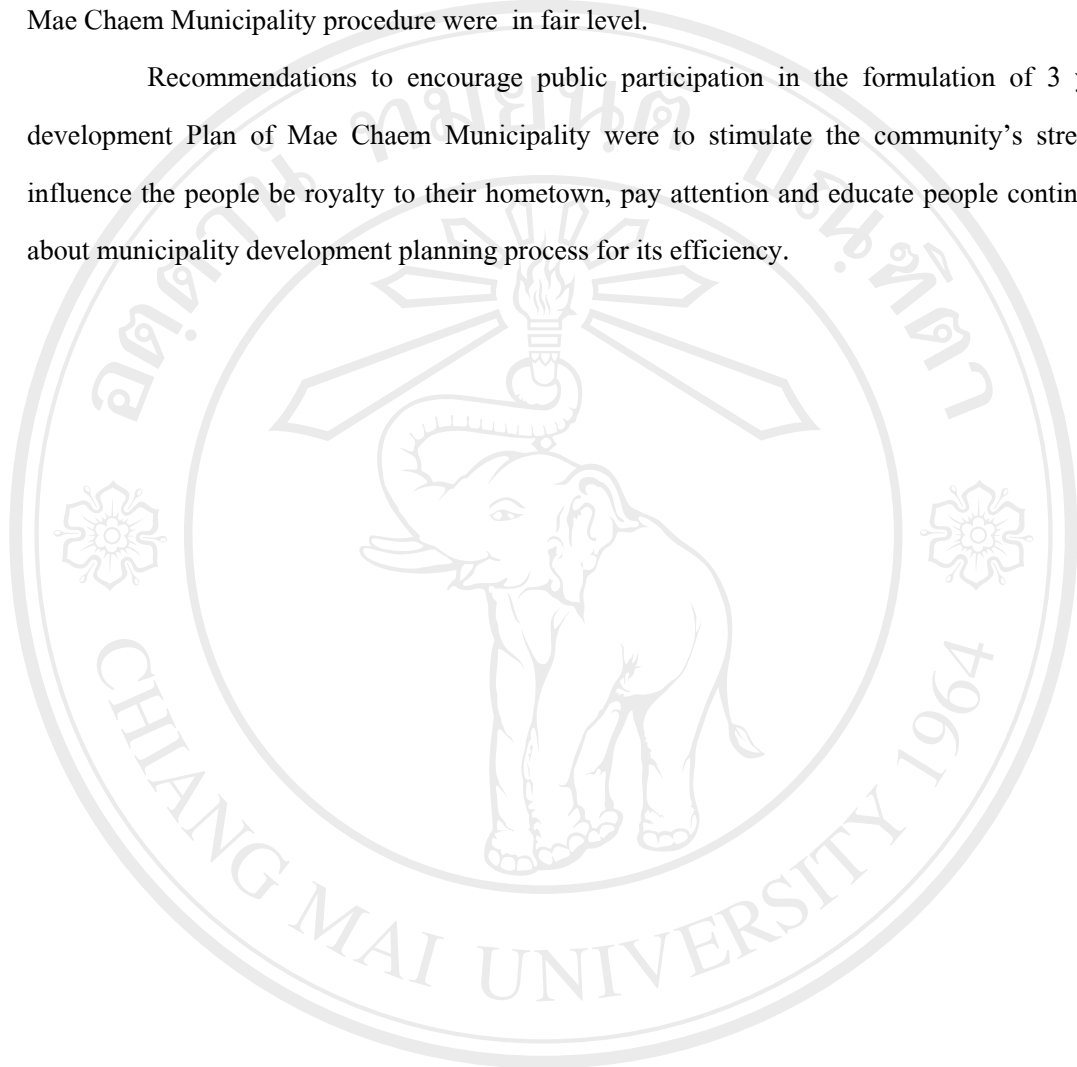 Mae Chaem Municipality procedure were in fair level.
Recommendations to encourage public participation in the formulation of 3
development Plan of Mae Chaem Municipality were to stimulate the community's
influence the people be royalty to their hometown, pay attention and educate people
about municipality development planning process for its efficiency.
CHIANG MAI UNIVERSITY 1964